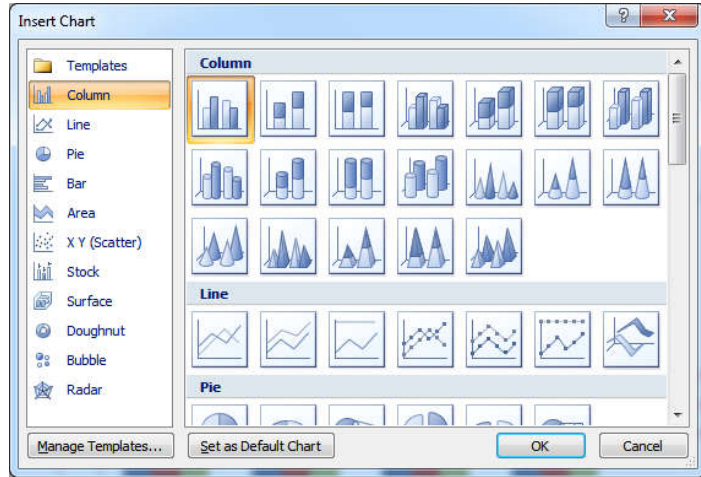 Insert Chart
Templates
Column
Line
Pie
Bar
Area
X Y (Scatter)
Stock
Surface
Doughnut
Bubble
Radar
Column
Line
Pie
Manage Templates...
Set as Default Chart
OK
Cancel